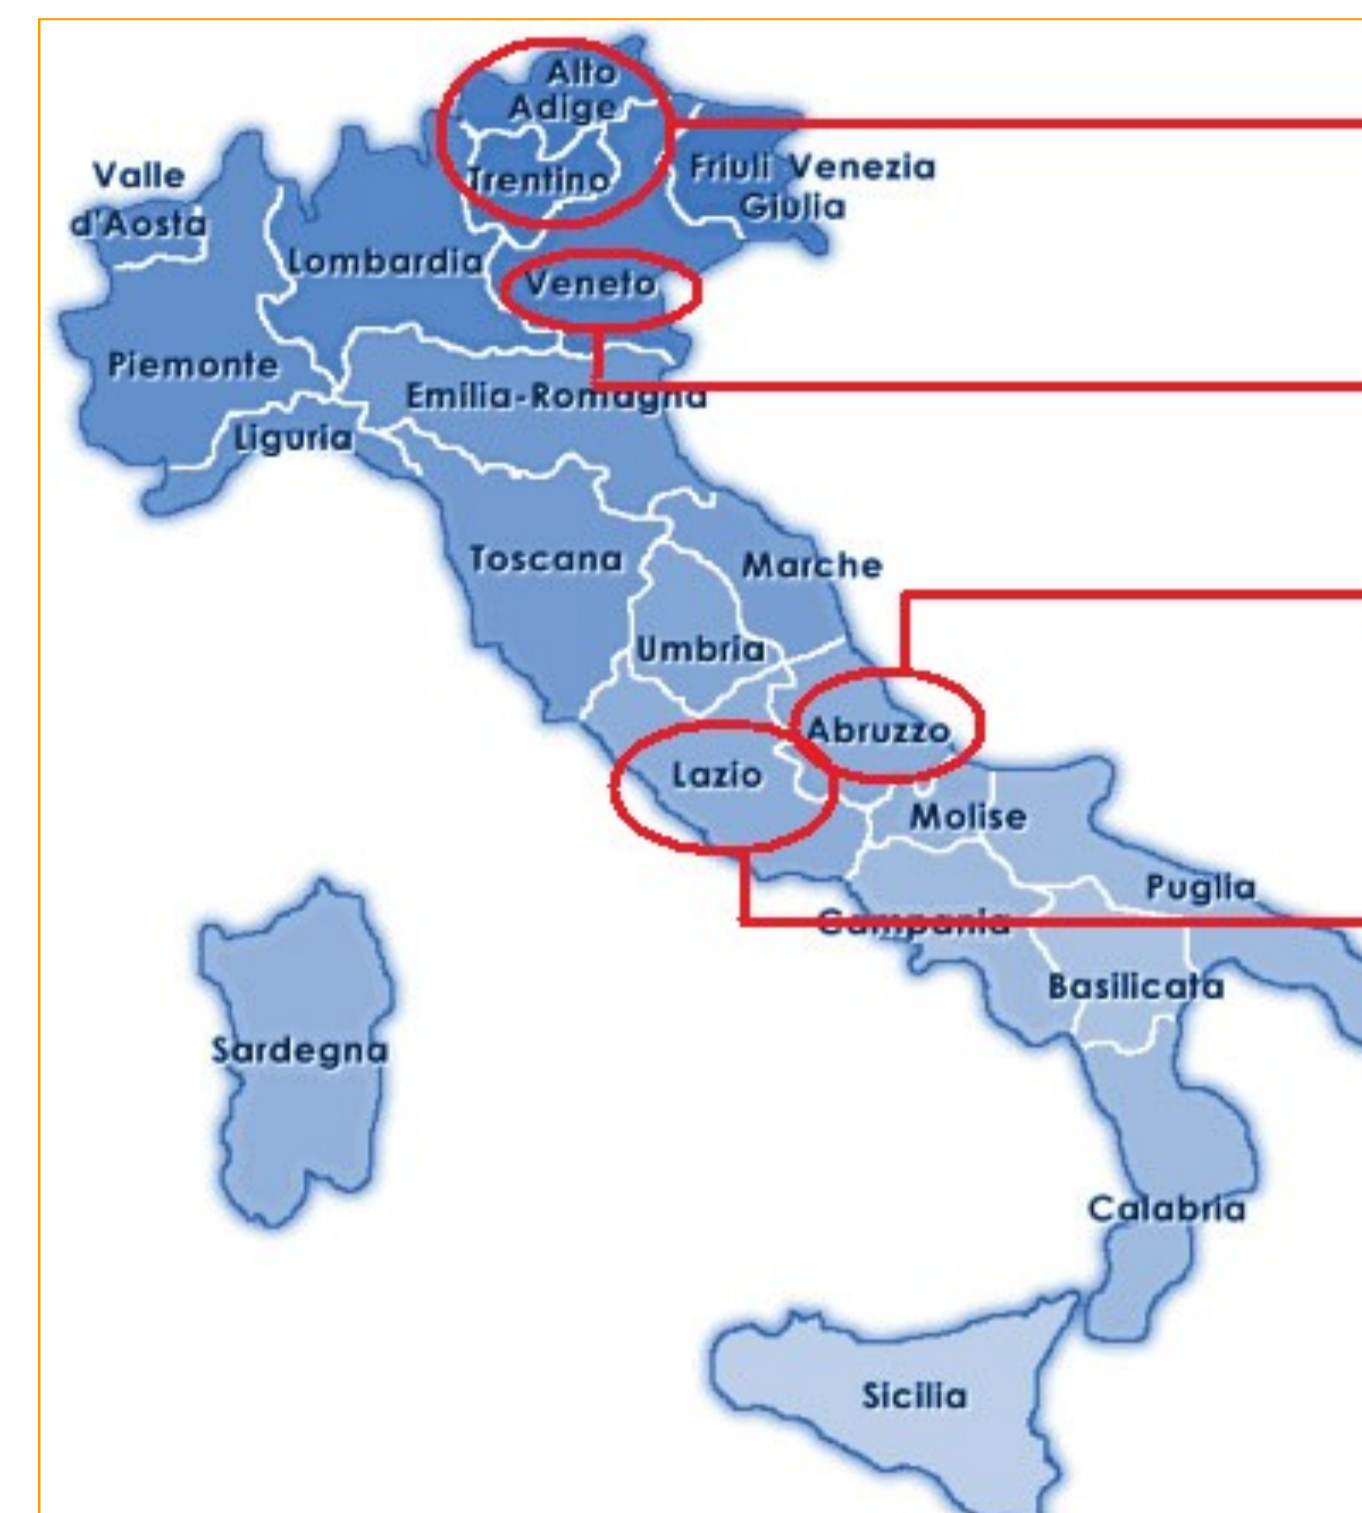 Alto
Adige
Trentino
Friuli Venezia
Giulia
Valle
d'Aosta
Lombardia
Veneto
Piemonte
Emilia-Romagna
Liguria
Toscana
Marche
Umbria
Abruzzo
Lazio
Molise
Puglia
Campania
Basilicata
Sardegna
Calabria
Sicilia